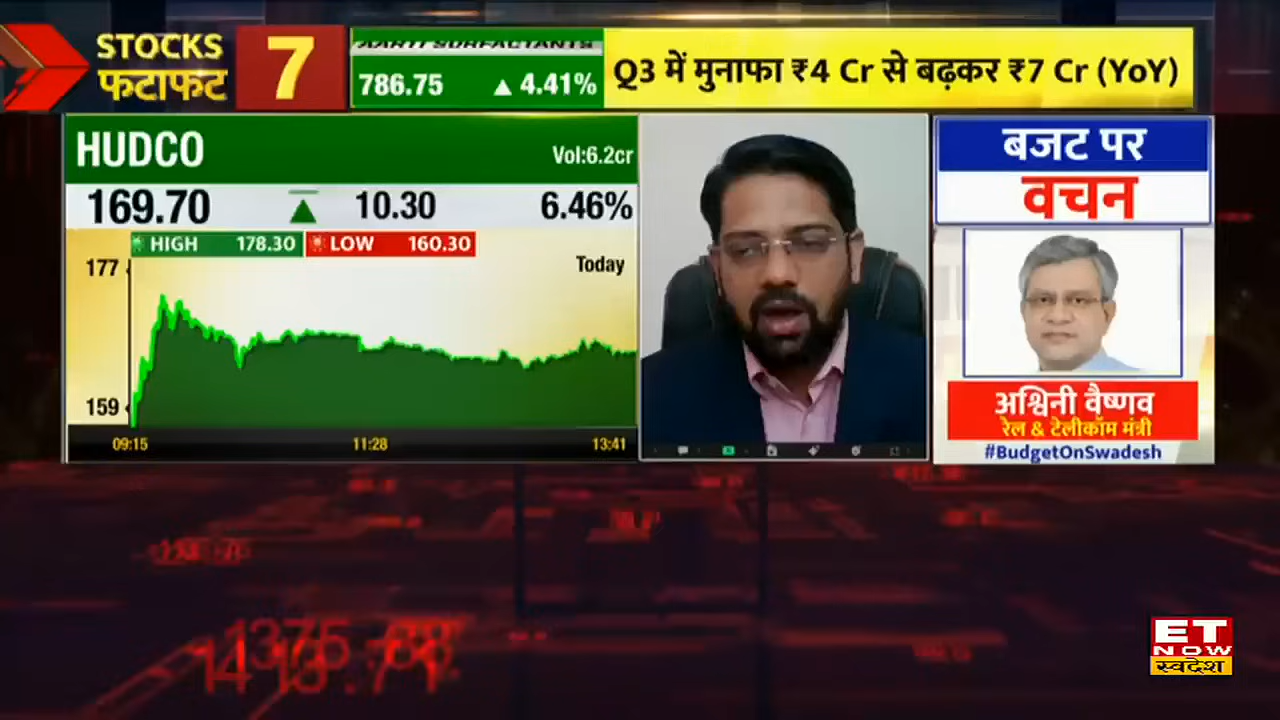 STOCKS
फटाफट
7
AARTI SURFACTANTS
786.75 ▲ 4.41%
Q3 में मुनाफा ₹4 Cr से बढ़कर ₹7 Cr (YoY)
HUDCO
Vol:6.2cr
169.70 ▲ 10.30 6.46%
HIGH 178.30 LOW 160.30
177
Today
159
09:15 11:28 13:41
बजट पर
वचन
अश्विनी वैष्णव
रेल & टेलीकॉम मंत्री
#BudgetOnSwadesh
ET
NOW
स्वदेश